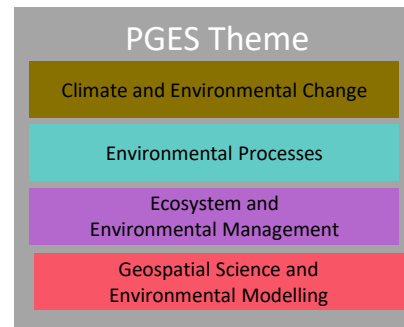 PGES Theme
Climate and Environmental Change
Environmental Processes
Ecosystem and
Environmental Management
Geospatial Science and
Environmental Modelling